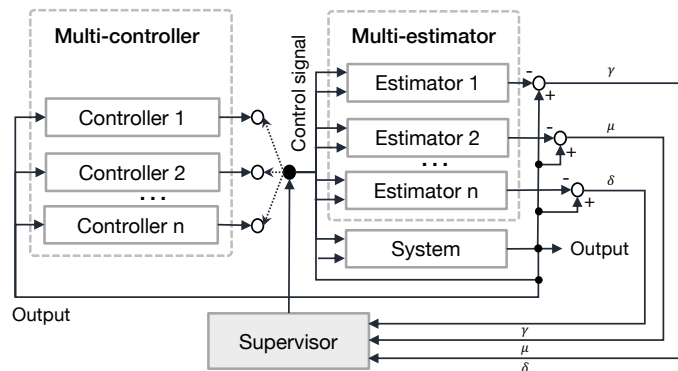 Multi-controller
Control signal
Multi-estimator
Controller 1
Controller 2
...
Controller n
Estimator 1
Estimator 2
...
Estimator n
System
-
+
γ
-
+
μ
-
+
δ
Output
Output
Supervisor
γ
μ
δ